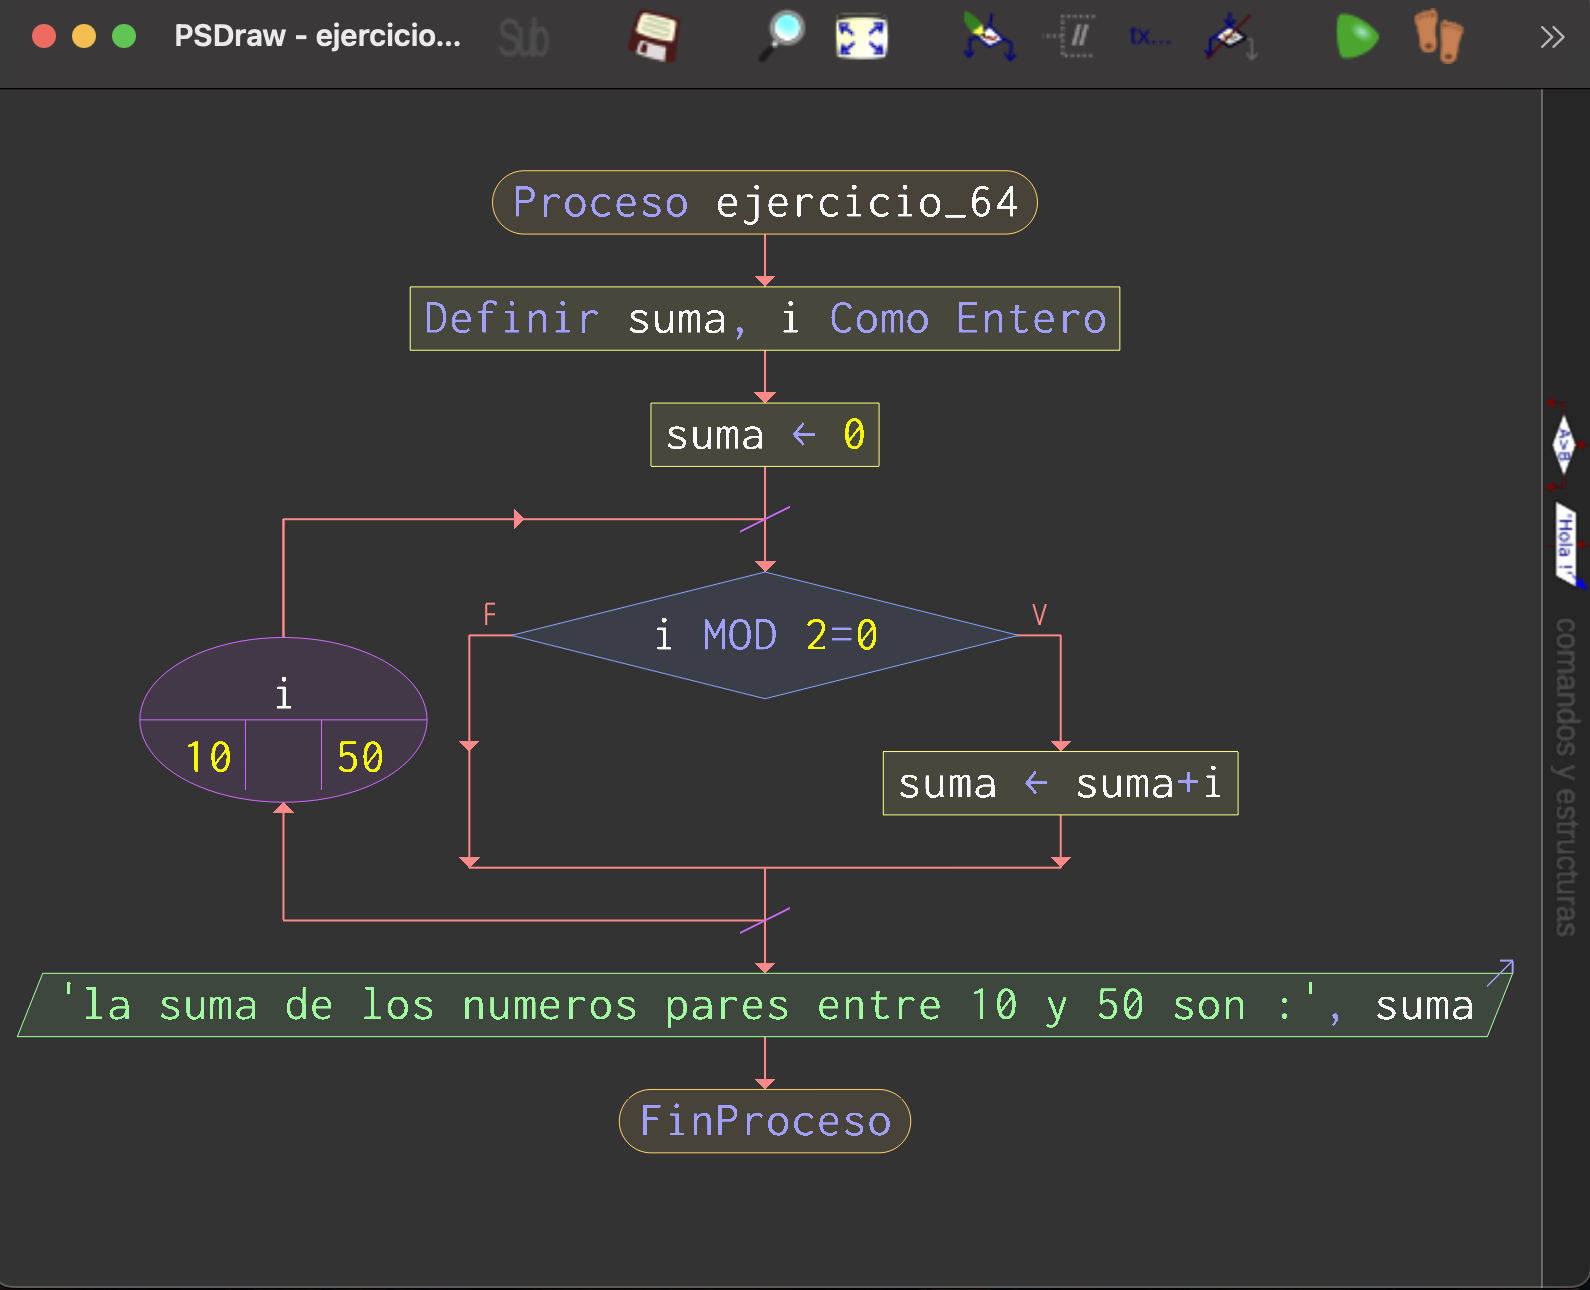 PSDraw - ejercicio...
Sub
//
tx...
Proceso ejercicio_64
Definir suma, i Como Entero
suma ← 0
F
V
i MOD 2=0
i
10
50
suma ← suma+i
'la suma de los numeros pares entre 10 y 50 son :', suma
FinProceso
A>B
'Hola !'
comandos y estructuras